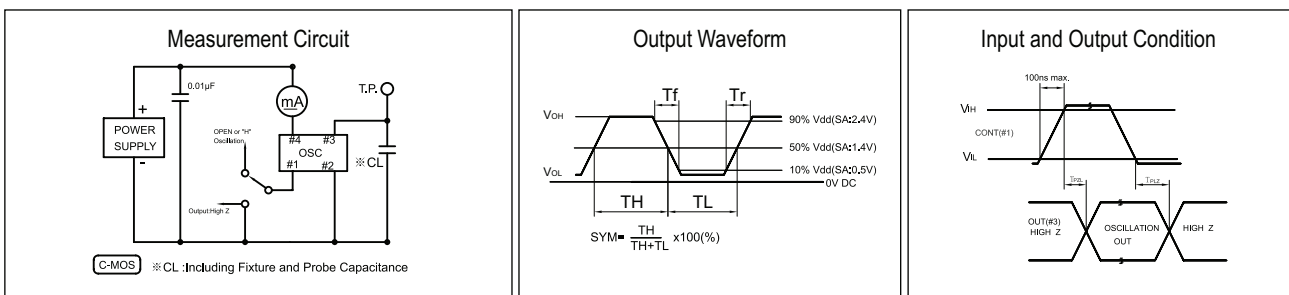 Measurement Circuit
0.01µF
T.P.
mA
+
POWER
SUPPLY
-
OPEN or "H"
Oscillation
#4 #3
OSC
#1 #2
※CL
Output:High Z
C-MOS ※CL :Including Fixture and Probe Capacitance
Output Waveform
Tf Tr
VOH
90% Vdd(SA:2.4V)
50% Vdd(SA:1.4V)
VOL
10% Vdd(SA:0.5V)
0V DC
TH TL
SYM= TH
TH+TL x100(%)
Input and Output Condition
100ns max.
VIH
CONT(#1)
VIL
TPZL TPLZ
OUT(#3)
HIGH Z
OSCILLATION
OUT
HIGH Z